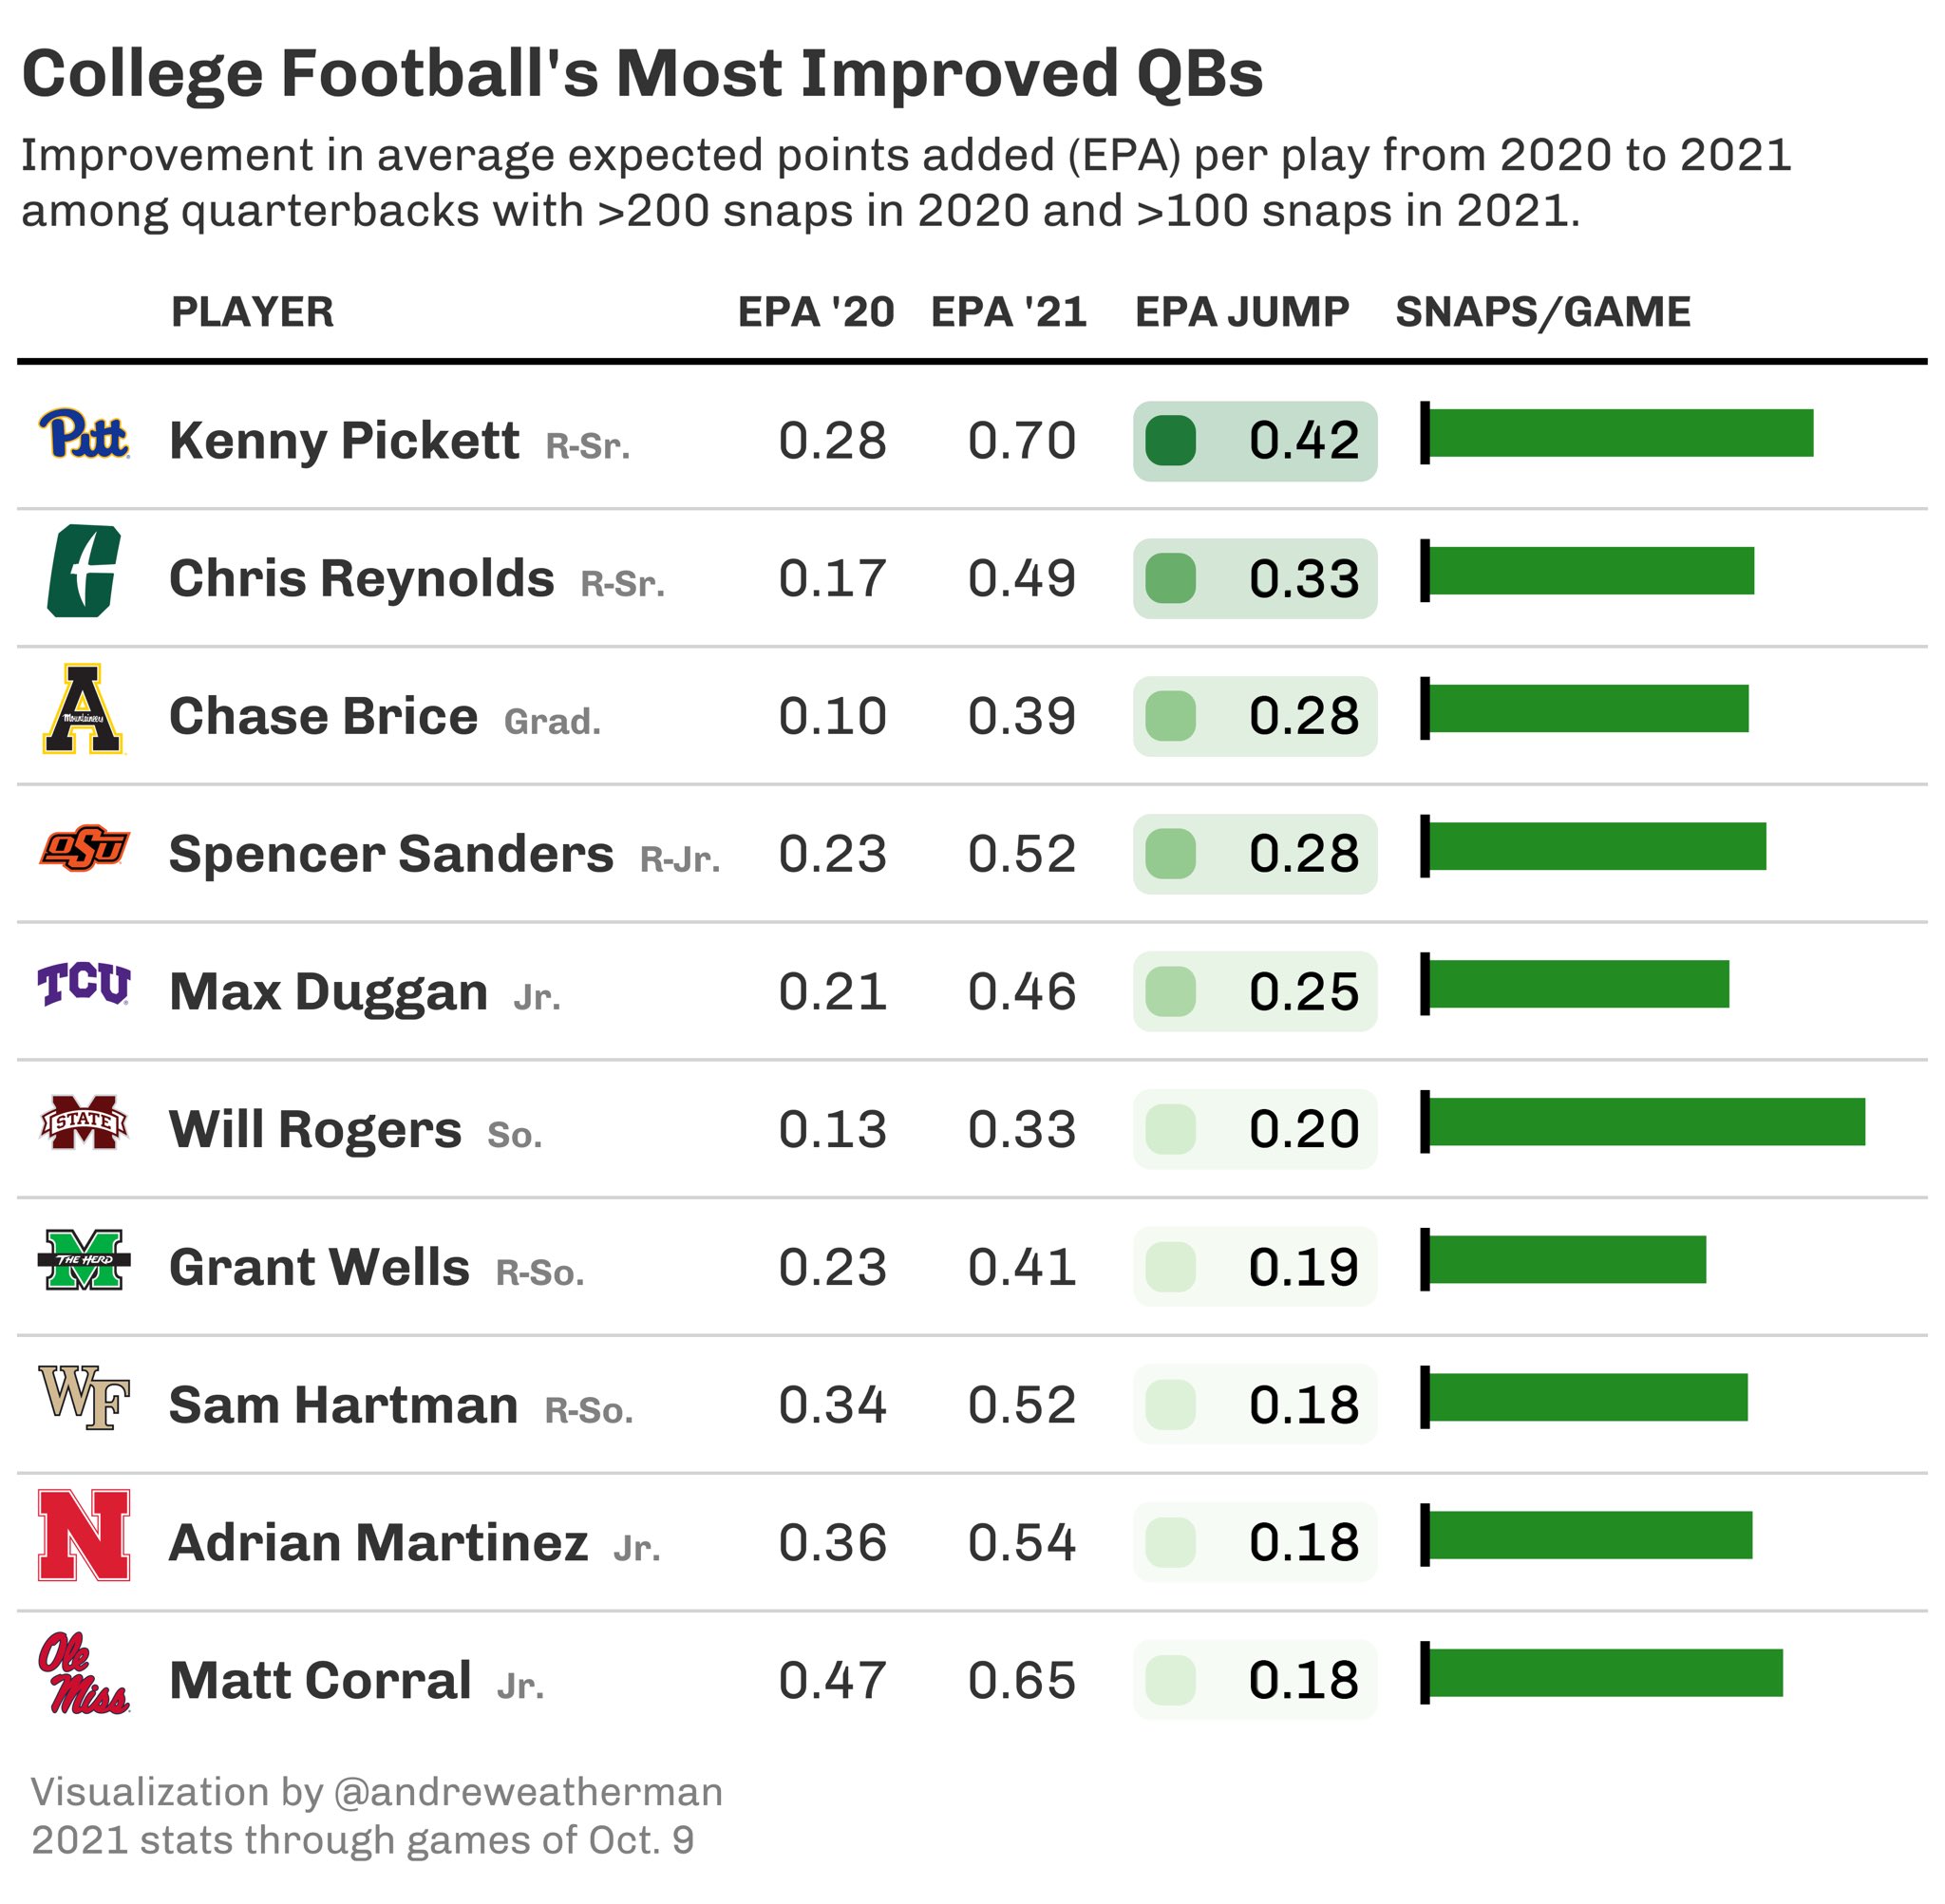 College Football's Most Improved QBs
Improvement in average expected points added (EPA) per play from 2020 to 2021
among quarterbacks with >200 snaps in 2020 and >100 snaps in 2021.
PLAYER EPA '20 EPA '21 EPA JUMP SNAPS/GAME
Pitt Kenny Pickett R-Sr. 0.28 0.70 0.42
C Chris Reynolds R-Sr. 0.17 0.49 0.33
A Mountaineers Chase Brice Grad. 0.10 0.39 0.28
OSU Spencer Sanders R-Jr. 0.23 0.52 0.28
TCU Max Duggan Jr. 0.21 0.46 0.25
M STATE Will Rogers So. 0.13 0.33 0.20
M THE HERD Grant Wells R-So. 0.23 0.41 0.19
WF Sam Hartman R-So. 0.34 0.52 0.18
N Adrian Martinez Jr. 0.36 0.54 0.18
Ole Miss Matt Corral Jr. 0.47 0.65 0.18
Visualization by @andreweatherman
2021 stats through games of Oct. 9